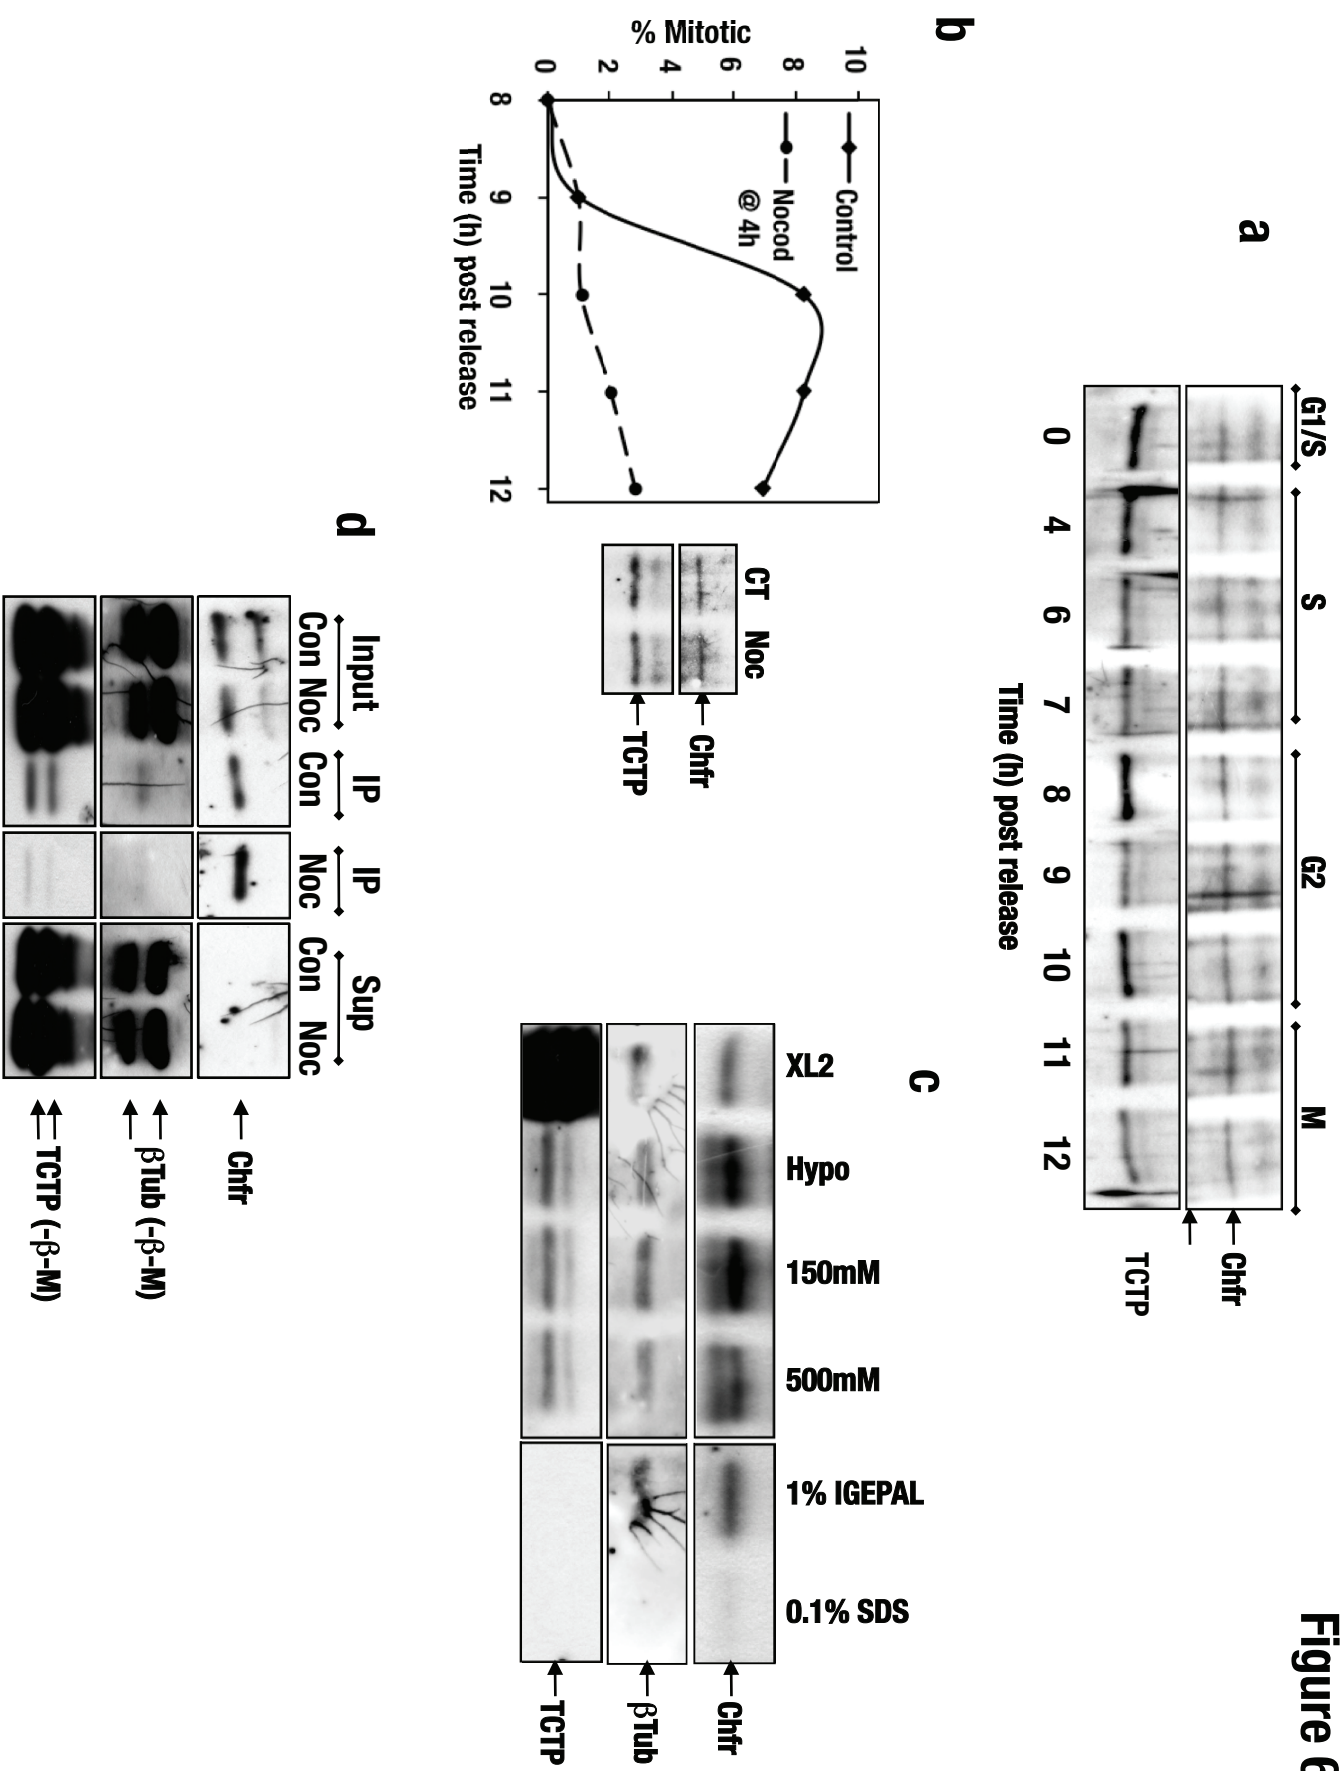 Figure 6
a
G1/S S G2 M
Chfr
TCTP
0 4 6 7 8 9 10 11 12
Time (h) post release
b
% Mitotic
10
8
6
4
2
0
Control
Nocod
@ 4h
8 9 10 11 12
Time (h) post release
CT Noc
Chfr
TCTP
c
XL2 Hypo 150mM 500mM 1% IGEPAL 0.1% SDS
Chfr
βTub
TCTP
d
Input IP IP Sup
Con Noc Con Noc Con Noc
Chfr
βTub (-β-M)
TCTP (-β-M)